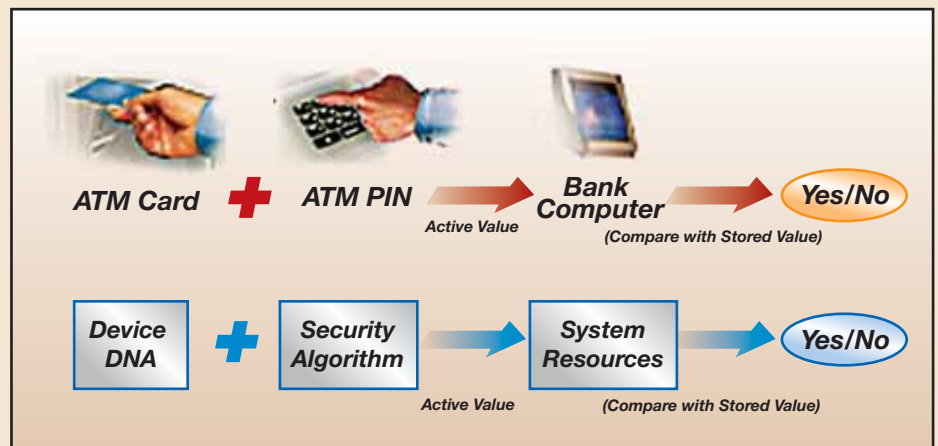 ATM Card
ATM PIN
Active Value
Bank
Computer
(Compare with Stored Value)
Yes/No
Device
DNA
Security
Algorithm
Active Value
System
Resources
(Compare with Stored Value)
Yes/No